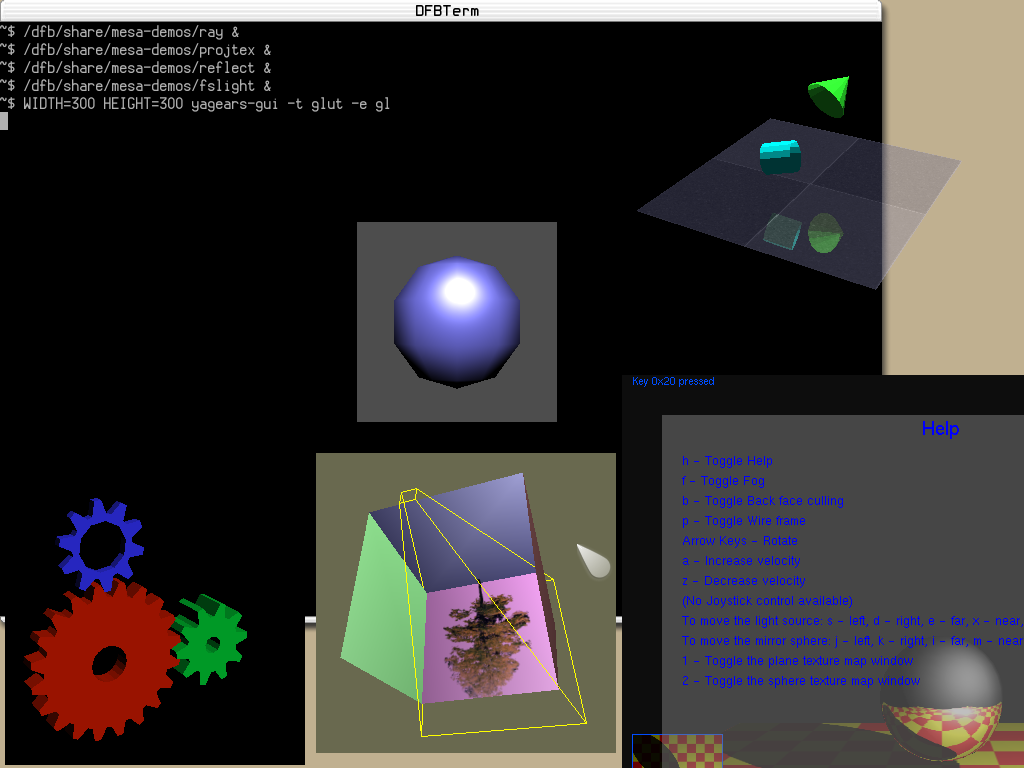 DFBTerm
~$ /dfb/share/mesa-demos/ray &
~$ /dfb/share/mesa-demos/projtex &
~$ /dfb/share/mesa-demos/reflect &
~$ /dfb/share/mesa-demos/fslight &
~$ WIDTH=300 HEIGHT=300 yagears-gui -t glut -e gl
Key 0x20 pressed
Help
h - Toggle Help
f - Toggle Fog
b - Toggle Back face culling
p - Toggle Wire frame
Arrow Keys - Rotate
a - Increase velocity
z - Decrease velocity
(No Joystick control available)
To move the light source: s - left, d - right, e - far, x - near,
To move the mirror sphere: j - left, k - right, i - far, m - near
1 - Toggle the plane texture map window
2 - Toggle the sphere texture map window